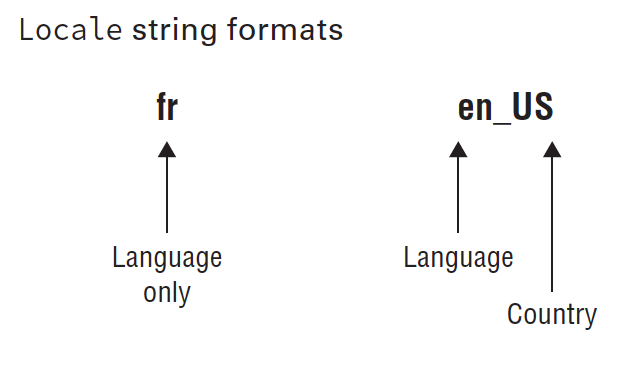 Locale string formats
fr
en_US
Language
only
Language
Country